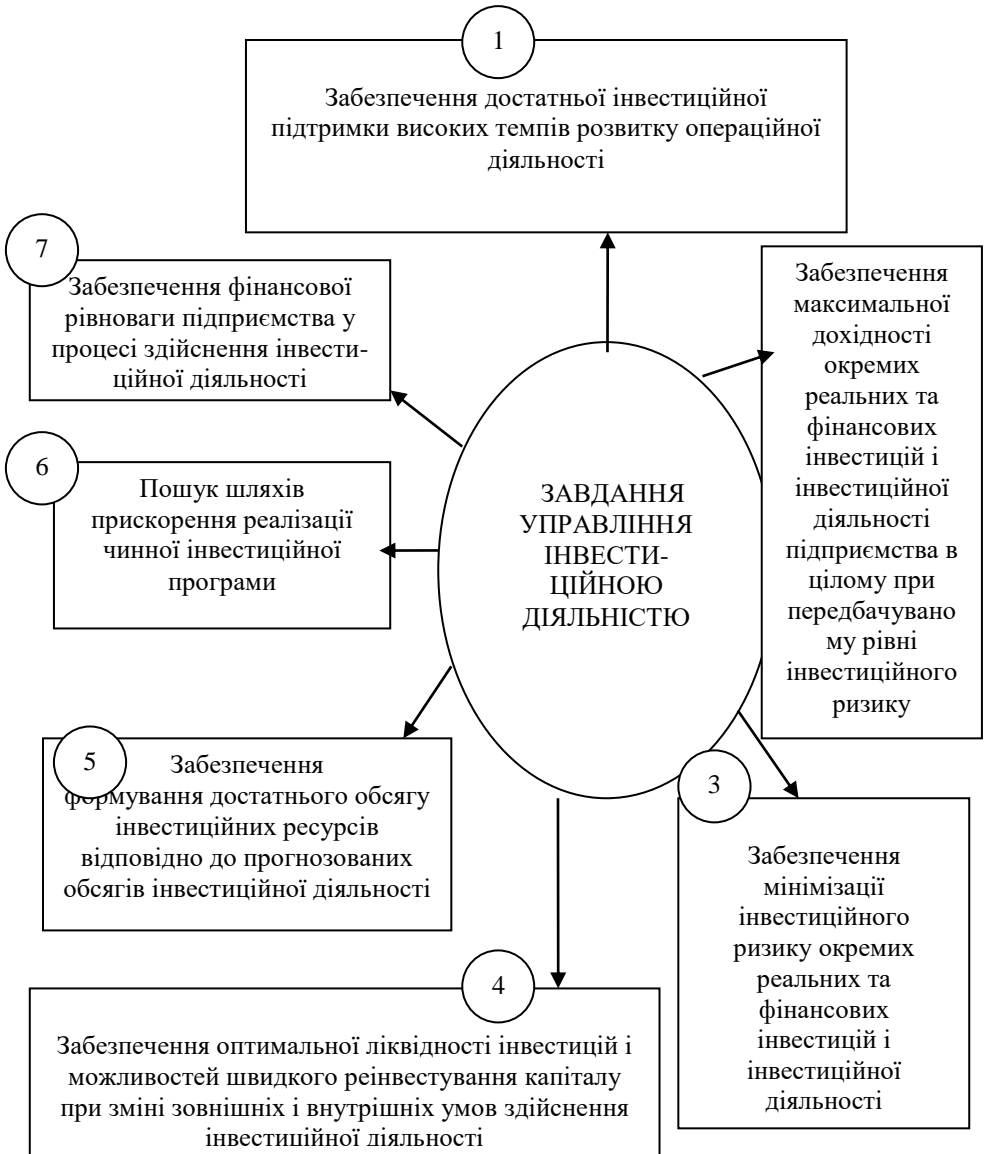 1
Забезпечення достатньої інвестиційної
підтримки високих темпів розвитку операційної
діяльності
7
Забезпечення фінансової
рівноваги підприємства у
процесі здійснення інвести-
ційної діяльності
Забезпечення
максимальної
дохідності
окремих
реальних та
фінансових
інвестицій і
інвестиційної
діяльності
підприємства в
цілому при
передбачувано
му рівні
інвестиційного
ризику
6
Пошук шляхів
прискорення реалізації
чинної інвестиційної
програми
ЗАВДАННЯ
УПРАВЛІННЯ
ІНВЕСТИ-
ЦІЙНОЮ
ДІЯЛЬНІСТЮ
5
Забезпечення
формування достатнього обсягу
інвестиційних ресурсів
відповідно до прогнозованих
обсягів інвестиційної діяльності
3
Забезпечення
мінімізації
інвестиційного
ризику окремих
реальних та
фінансових
інвестицій і
інвестиційної
діяльності
4
Забезпечення оптимальної ліквідності інвестицій і
можливостей швидкого реінвестування капіталу
при зміні зовнішніх і внутрішніх умов здійснення
інвестиційної діяльності